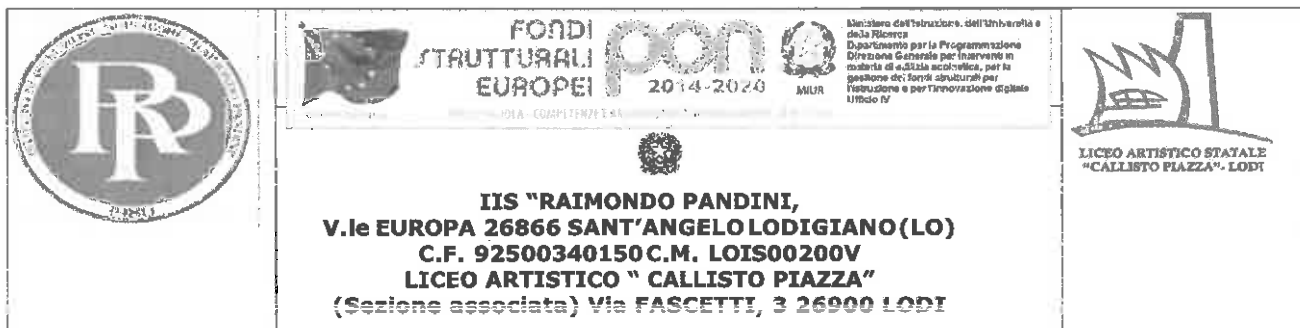 FONDI
STRUTTURALI
EUROPEI
pon
2014-2020
MIUR
Ministero dell'Istruzione, dell'Università e
della Ricerca
Dipartimento per la Programmazione
Direzione Generale per interventi in
materia di edilizia scolastica, per la
gestione dei fondi strutturali per
l'istruzione e per l'innovazione digitale
Ufficio IV
LICEO ARTISTICO STATALE
"CALLISTO PIAZZA"- LODI
IIS "RAIMONDO PANDINI,
V.le EUROPA 26866 SANT'ANGELO LODIGIANO(LO)
C.F. 92500340150 C.M. LOIS00200V
LICEO ARTISTICO " CALLISTO PIAZZA"
(Sezione associata) Via FASCETTI, 3 26900 LODI